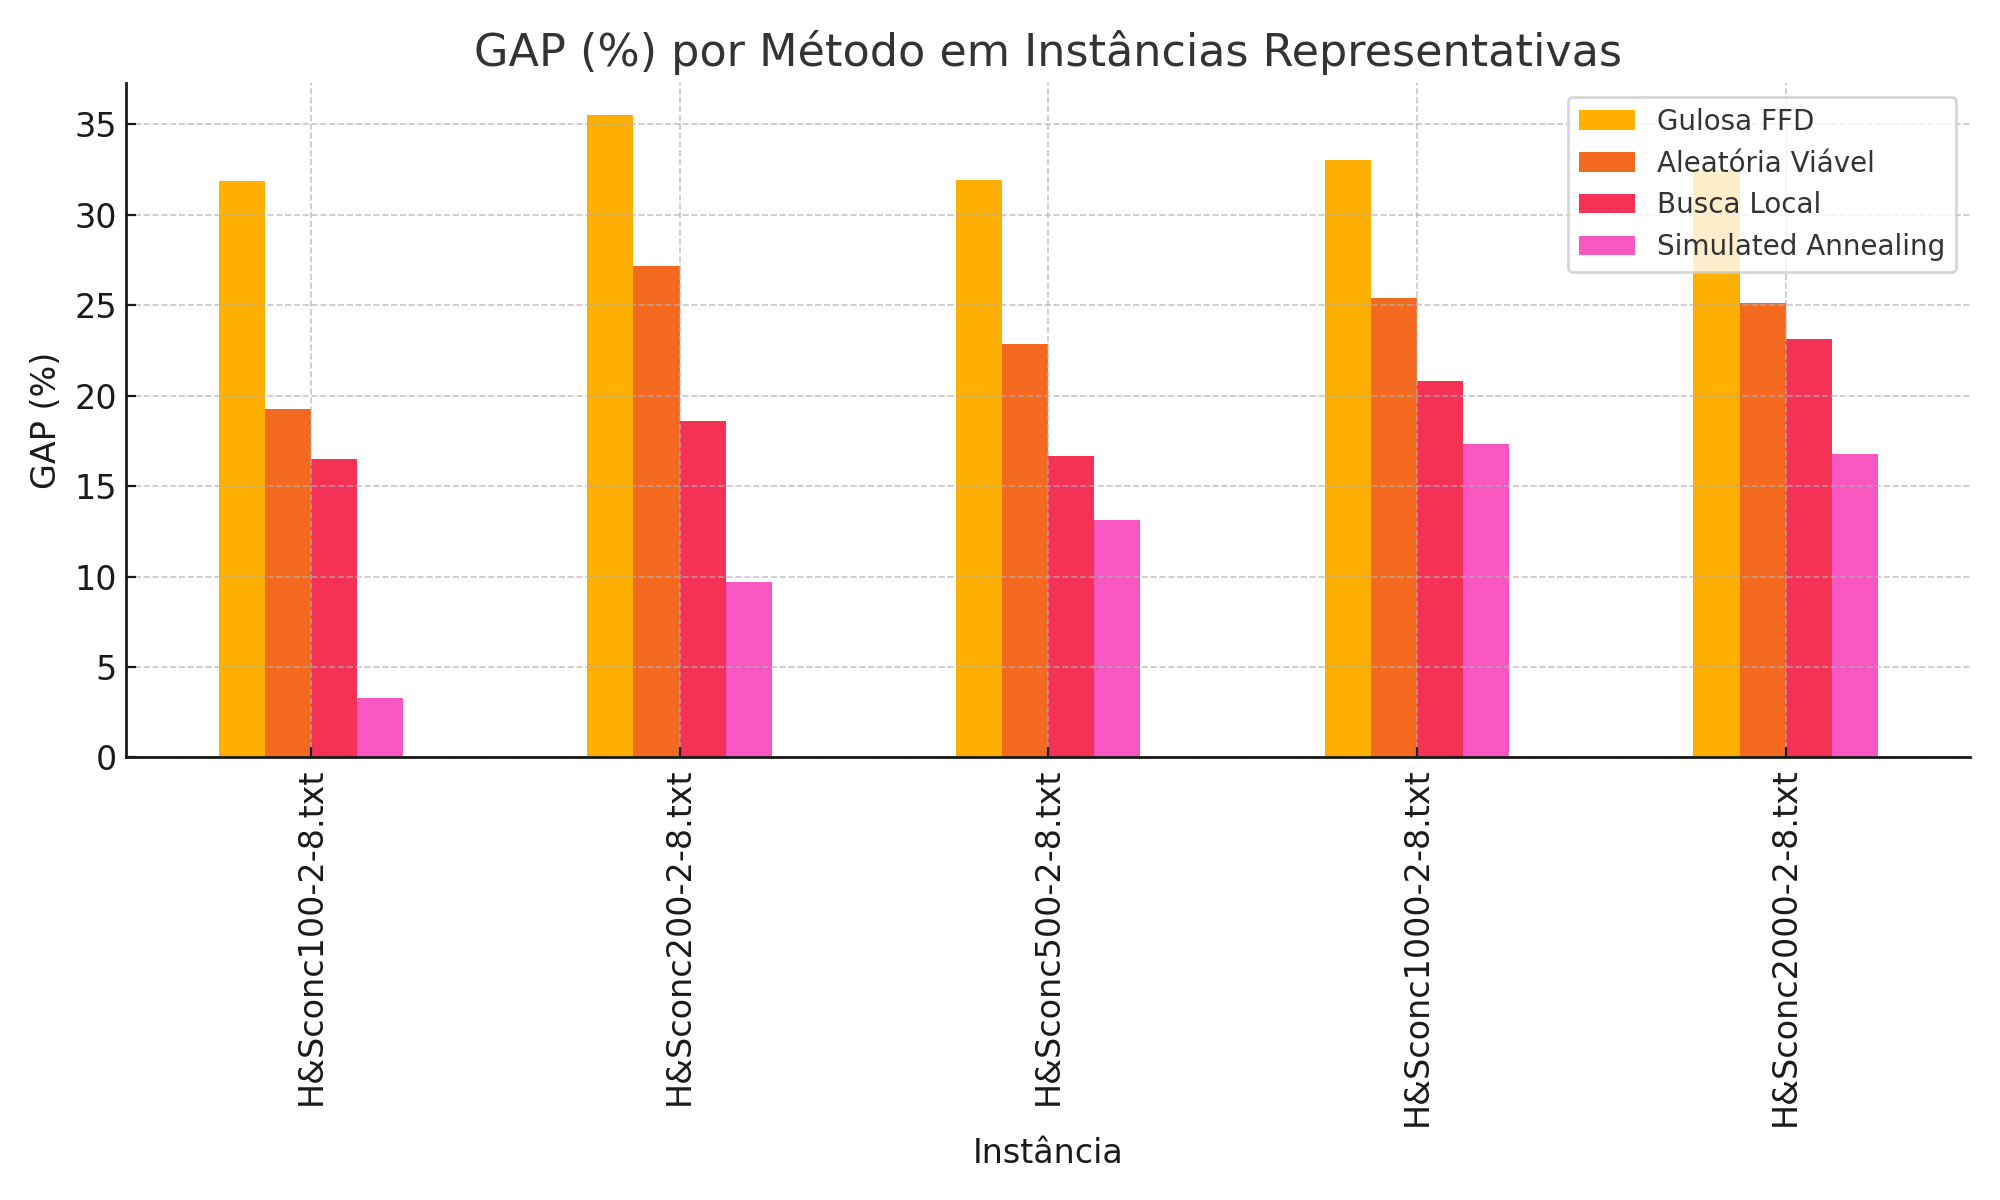 GAP (%) por Método em Instâncias Representativas
Gulosa FFD
Aleatória Viável
Busca Local
Simulated Annealing
GAP (%)
35
30
25
20
15
10
5
0
H&Sconc100-2-8.txt
H&Sconc200-2-8.txt
H&Sconc500-2-8.txt
H&Sconc1000-2-8.txt
H&Sconc2000-2-8.txt
Instância